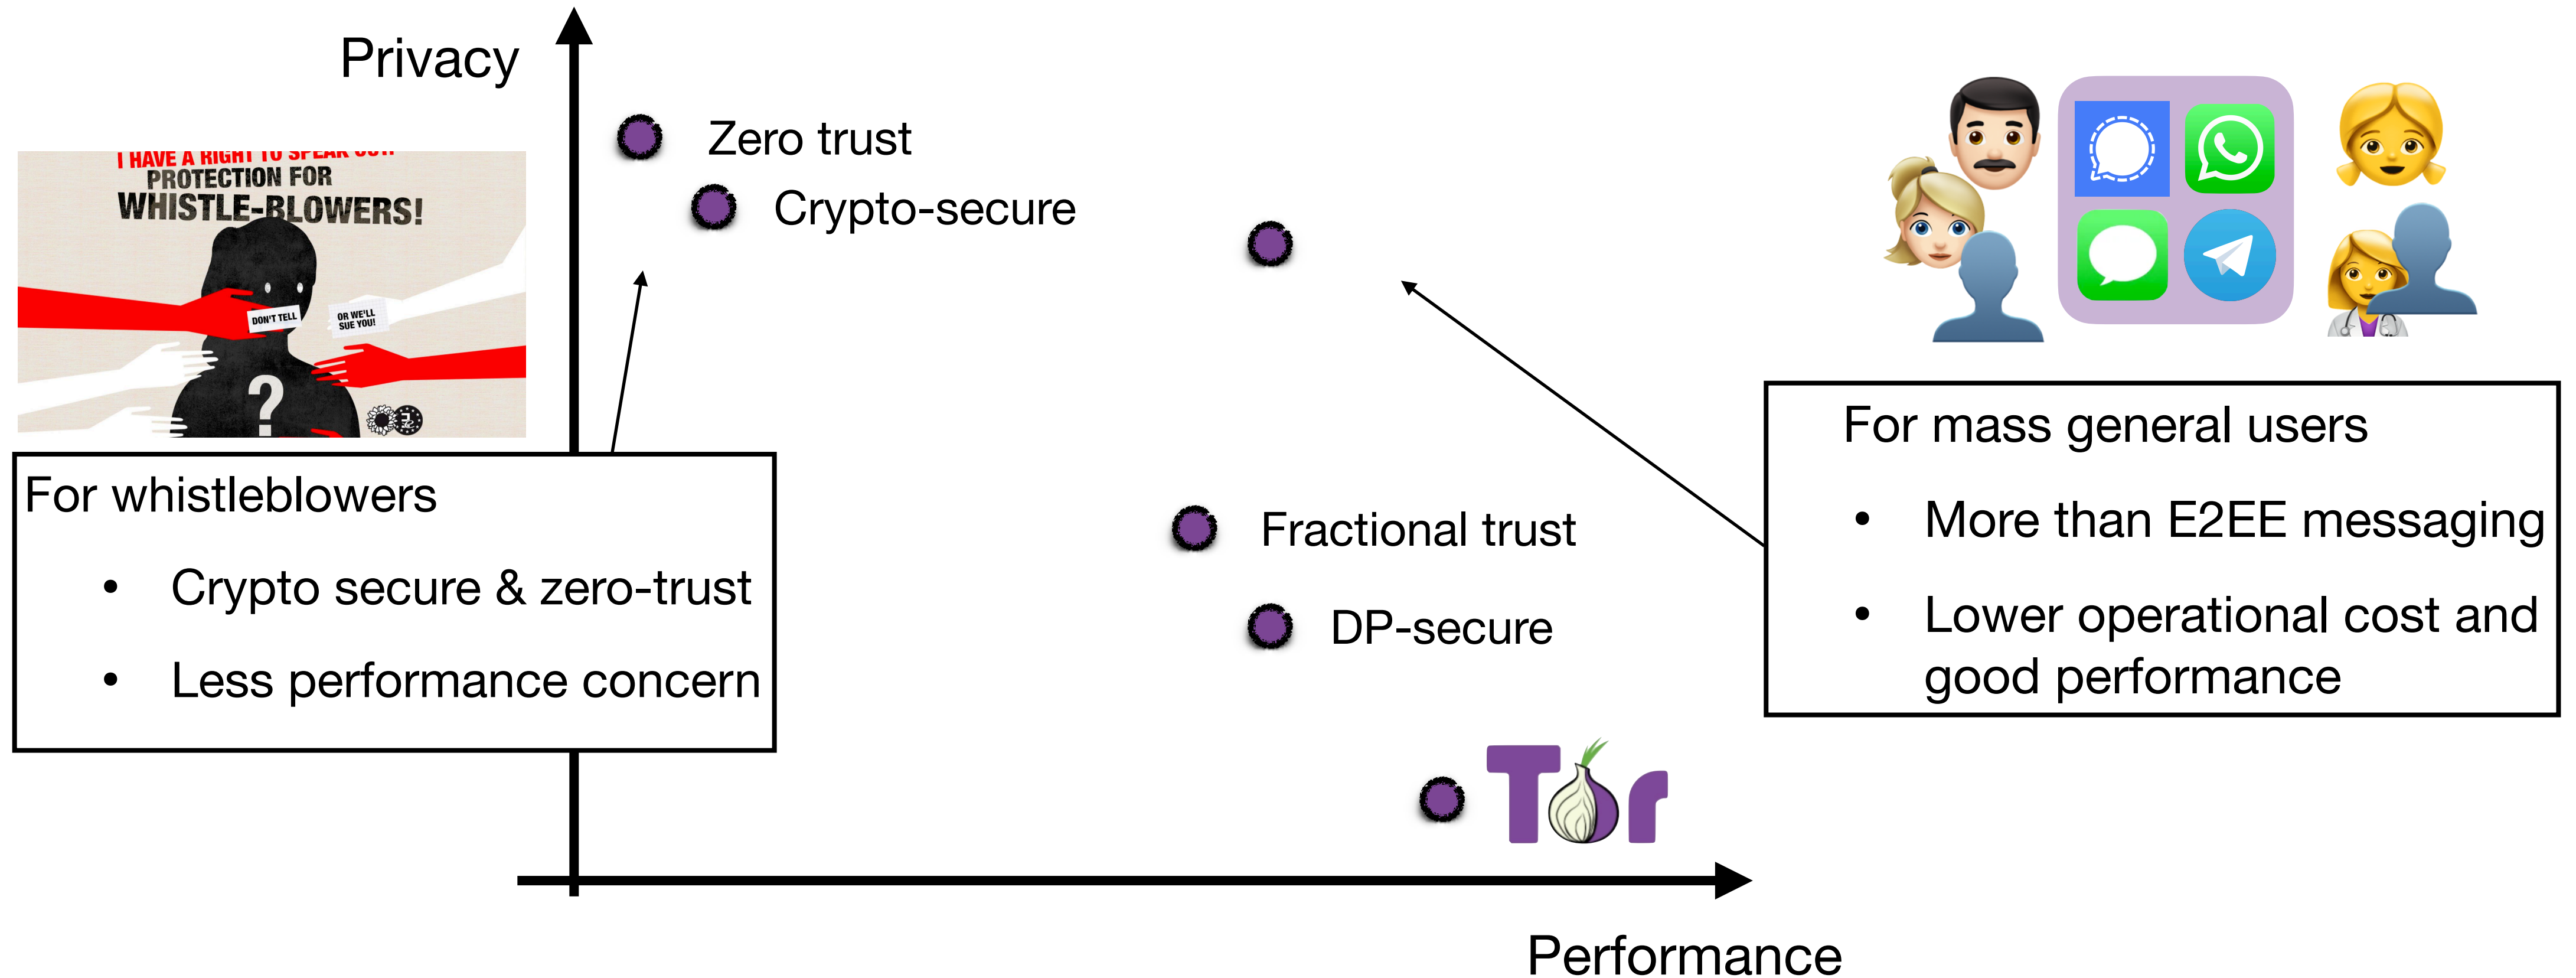 Privacy
I HAVE A RIGHT TO SPEAK OUT!
PROTECTION FOR
WHISTLE-BLOWERS!
DON'T TELL
OR WE'LL
SUE YOU!
Zero trust
Crypto-secure
For whistleblowers
• Crypto secure & zero-trust
• Less performance concern
Fractional trust
DP-secure
Tor
For mass general users
• More than E2EE messaging
• Lower operational cost and
good performance
Performance